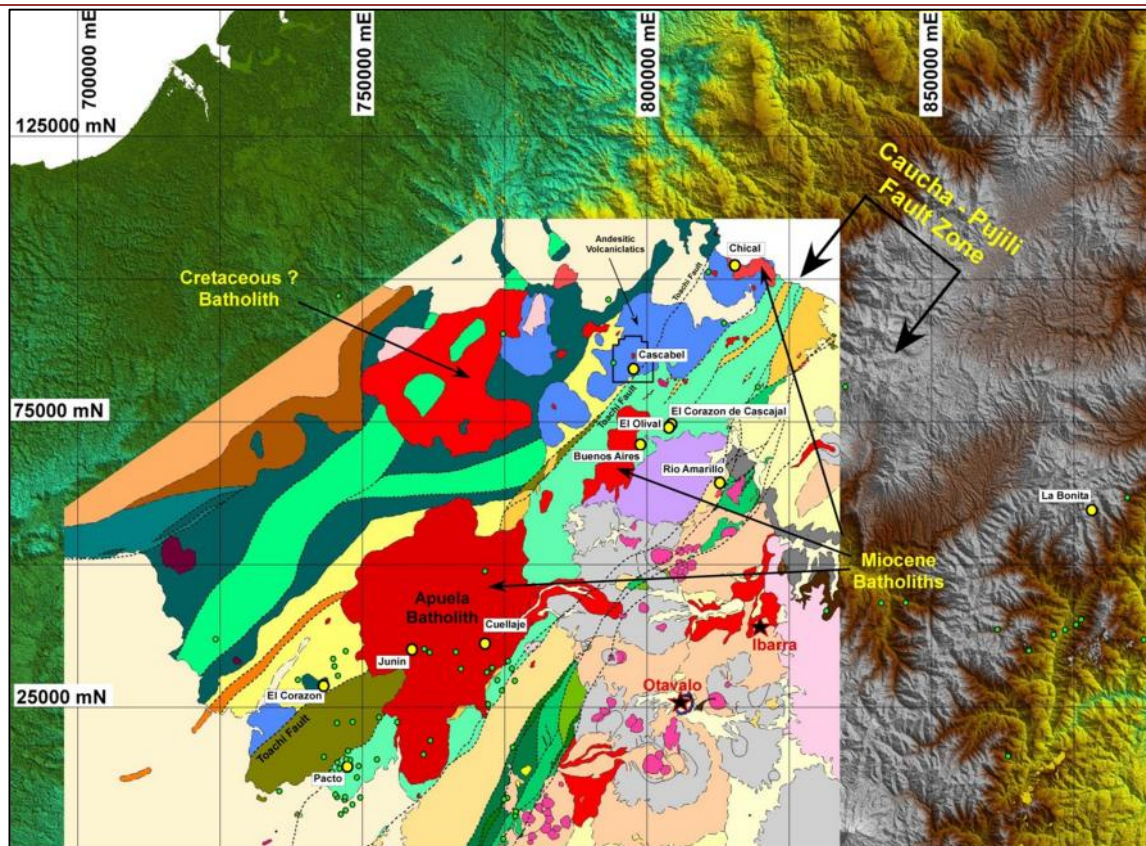 700000 mE
750000 mE
800000 mE
850000 mE
125000 mN
75000 mN
25000 mN
Caucha - Pujili
Fault Zone
Cretaceous ?
Batholith
Andesitic
Volcaniclatics
Toachi Fault
Chical
Cascabel
Toachi Fault
El Corazon de Cascajal
El Olival
Buenos Aires
Rio Amarillo
La Bonita
Miocene
Batholiths
Apuela
Batholith
Cuellaje
Junin
Ibarra
El Corazon
Otavalo
Toachi Fault
Pacto